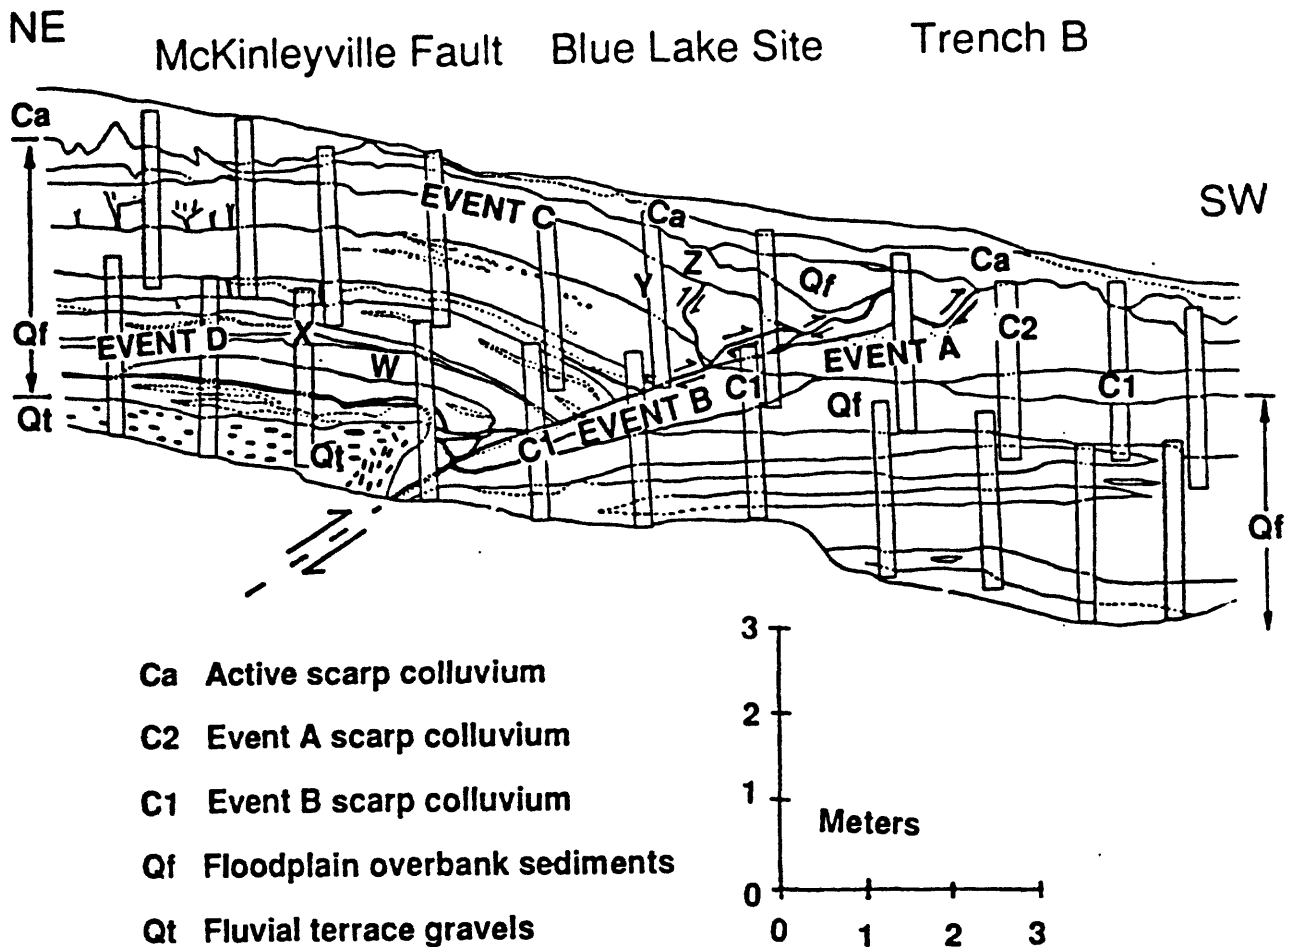 NE
McKinleyville Fault Blue Lake Site Trench B
Ca
SW
EVENT C
Ca
Z
Y
Qf
Ca
C2
Qf
EVENT D
X
W
EVENT A
C1
EVENT B
C1
Qf
C1
Qt
Qt
Qf
3
2
1
0
Meters
0 1 2 3
Ca Active scarp colluvium
C2 Event A scarp colluvium
C1 Event B scarp colluvium
Qf Floodplain overbank sediments
Qt Fluvial terrace gravels